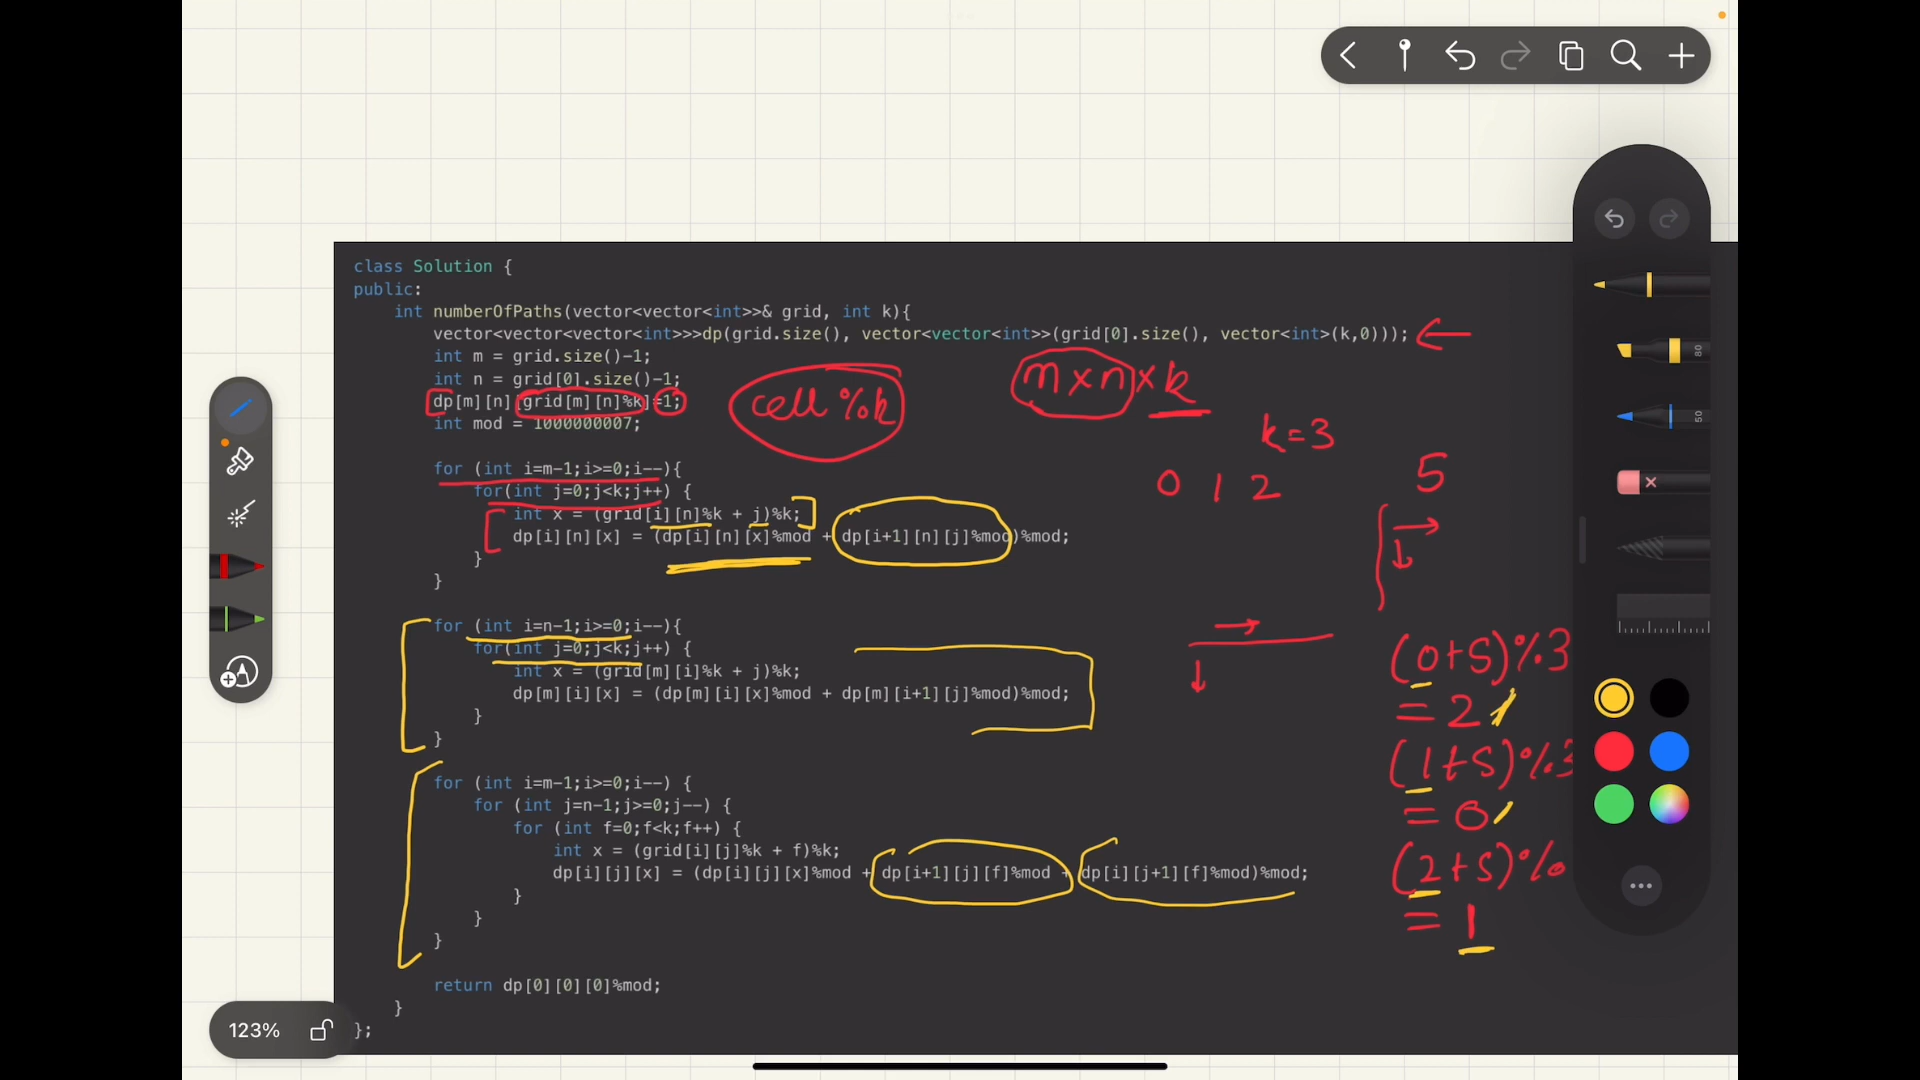 class Solution {
public:
int numberOfPaths(vector<vector<int>>& grid, int k){
vector<vector<vector<int>>>dp(grid.size(), vector<vector<int>>(grid[0].size(), vector<int>(k,0)));
int m = grid.size()-1;
int n = grid[0].size()-1;
dp[m][n][grid[m][n]%k]=1;
int mod = 1000000007;
cell %k
m x n x k
k=3
0 1 2
5
for (int i=m-1;i>=0;i--){
for(int j=0;j<k;j++) {
int x = (grid[i][n]%k + j)%k;
dp[i][n][x] = (dp[i][n][x]%mod + dp[i+1][n][j]%mod)%mod;
}
}
for (int i=n-1;i>=0;i--){
for(int j=0;j<k;j++) {
int x = (grid[m][i]%k + j)%k;
dp[m][i][x] = (dp[m][i][x]%mod + dp[m][i+1][j]%mod)%mod;
}
}
for (int i=m-1;i>=0;i--) {
for (int j=n-1;j>=0;j--) {
for (int f=0;f<k;f++) {
int x = (grid[i][j]%k + f)%k;
dp[i][j][x] = (dp[i][j][x]%mod + dp[i+1][j][f]%mod + dp[i][j+1][f]%mod)%mod;
}
}
}
return dp[0][0][0]%mod;
}
};
(0+5)%3
= 2
(1+5)%3
= 0
(2+5)%
= 1
80
50
123%